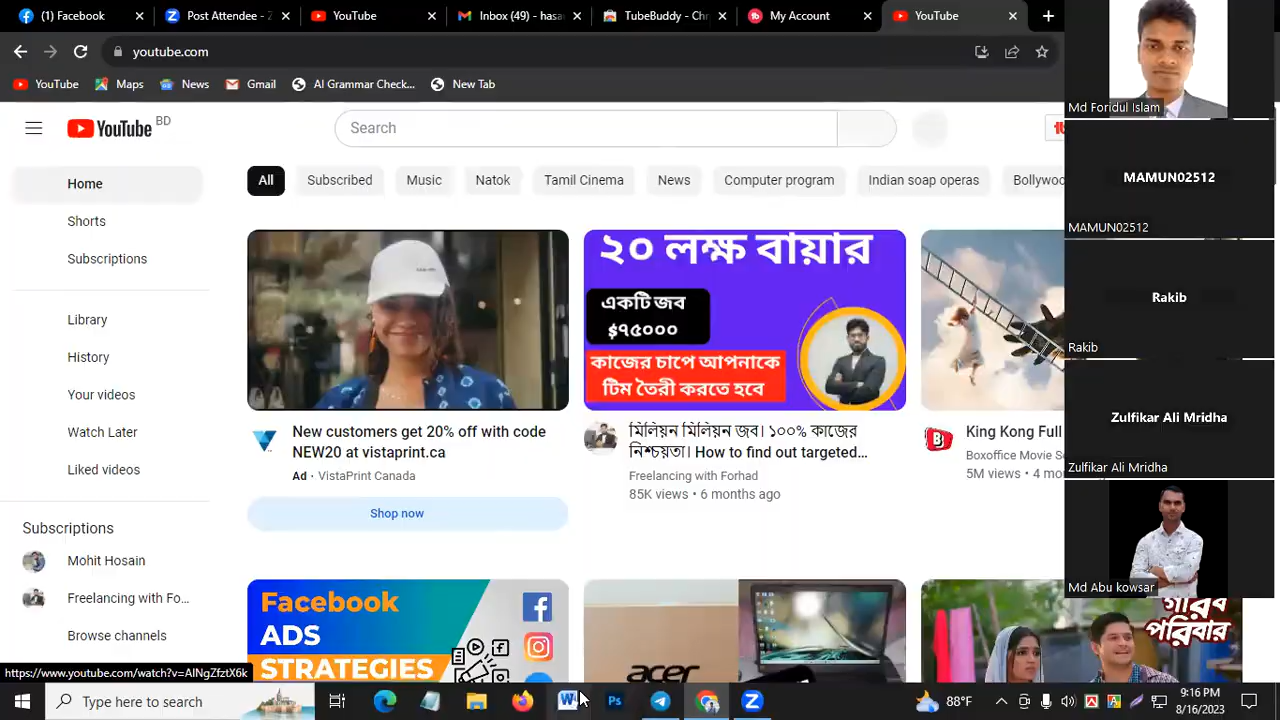 (1) Facebook
Post Attendee - Z
YouTube
Inbox (49) - hasa
TubeBuddy - Chr
My Account
YouTube
youtube.com
YouTube
Maps
News
Gmail
AI Grammar Check...
New Tab
YouTube BD
Search
Home
Shorts
Subscriptions
Library
History
Your videos
Watch Later
Liked videos
Subscriptions
Mohit Hosain
Freelancing with Fo...
Browse channels
All
Subscribed
Music
Natok
Tamil Cinema
News
Computer program
Indian soap operas
Bollywoo
New customers get 20% off with code
NEW20 at vistaprint.ca
Ad • VistaPrint Canada
Shop now
২০ লক্ষ বায়ার
একটি জব
$৭৫০০০
কাজের চাপে আপনাকে
টিম তৈরী করতে হবে
মিলিয়ন মিলিয়ন জব। ১০০% কাজের
নিশ্চয়তা। How to find out targeted...
Freelancing with Forhad
85K views • 6 months ago
King Kong Full
Boxoffice Movie S
5M views • 4 mo
Facebook
ADS
STRATEGIES
acer
গরিব
পরিবার
Md Foridul Islam
MAMUN02512
MAMUN02512
Rakib
Rakib
Zulfikar Ali Mridha
Zulfikar Ali Mridha
Md Abu kowsar
https://www.youtube.com/watch?v=AlNgZfztX6k
Type here to search
88°F
9:16 PM
8/16/2023